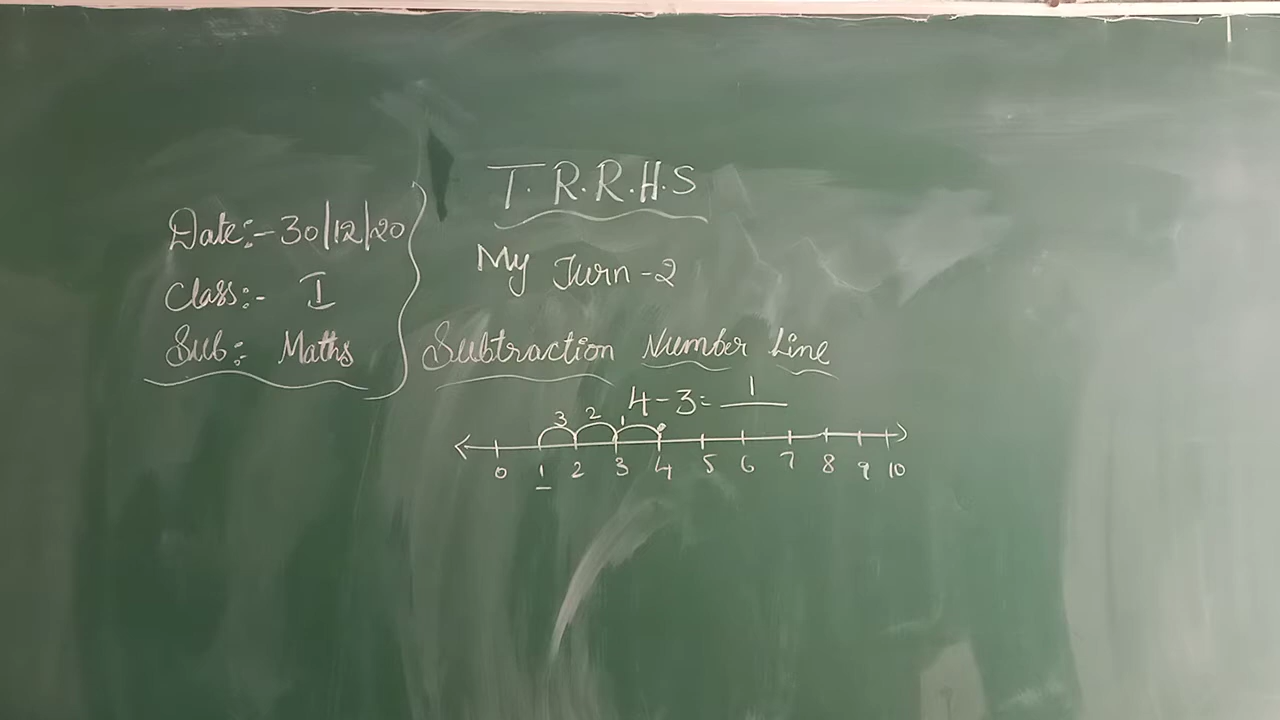 T.R.R.H.S
Date:- 30/12/20
Class:- I
Sub:- Maths
My Turn -2
Subtraction Number Line
4-3= 1
3 2 1
0 1 2 3 4 5 6 7 8 9 10